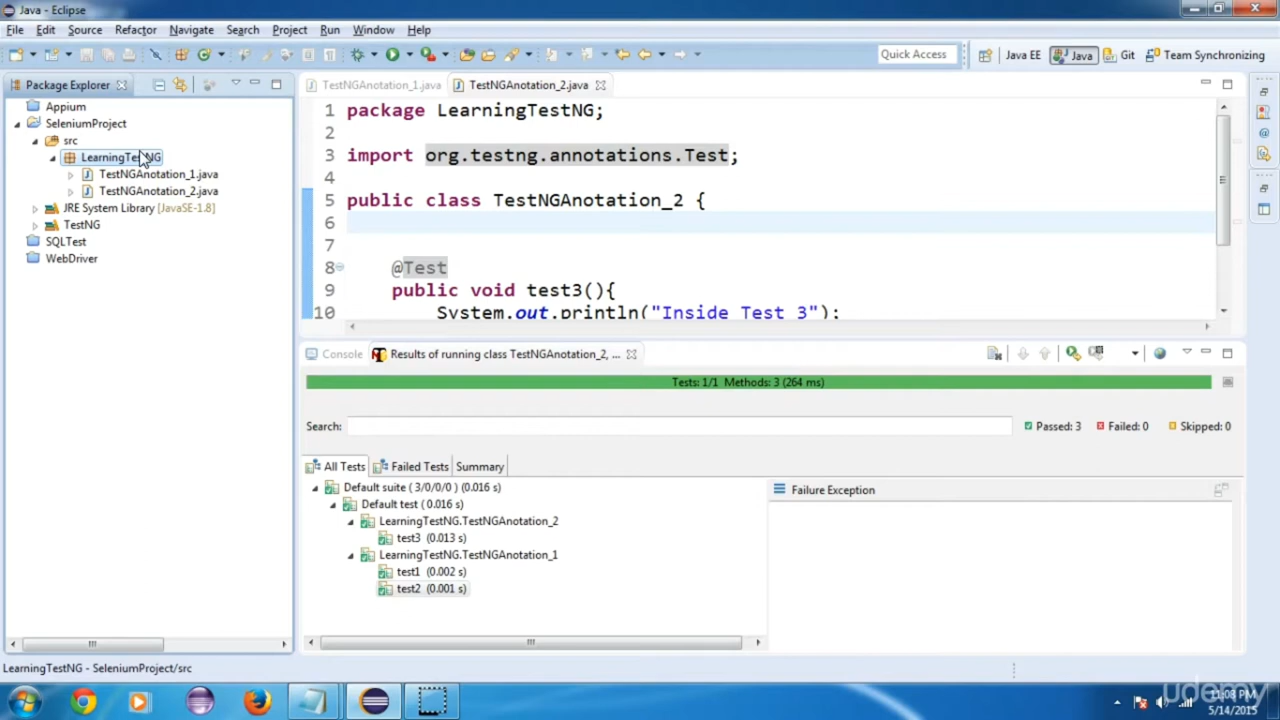 Java - Eclipse
File Edit Source Refactor Navigate Search Project Run Window Help
Quick Access Java EE Java Git Team Synchronizing
Package Explorer
Appium
SeleniumProject
src
LearningTestNG
TestNGAnotation_1.java
TestNGAnotation_2.java
JRE System Library [JavaSE-1.8]
TestNG
SQLTest
WebDriver
TestNGAnotation_1.java TestNGAnotation_2.java
1 package LearningTestNG;
2
3 import org.testng.annotations.Test;
4
5 public class TestNGAnotation_2 {
6
7
8 @Test
9 public void test3(){
10 System.out.println("Inside Test 3");
Console Results of running class TestNGAnotation_2, ...
Tests: 1/1 Methods: 3 (264 ms)
Search: Passed: 3 Failed: 0 Skipped: 0
All Tests Failed Tests Summary
Default suite ( 3/0/0/0 ) (0.016 s)
Default test ( 0.016 s)
LearningTestNG.TestNGAnotation_2
test3 (0.013 s)
LearningTestNG.TestNGAnotation_1
test1 (0.002 s)
test2 (0.001 s)
Failure Exception
LearningTestNG - SeleniumProject/src
udemy
11:03 PM
5/14/2015